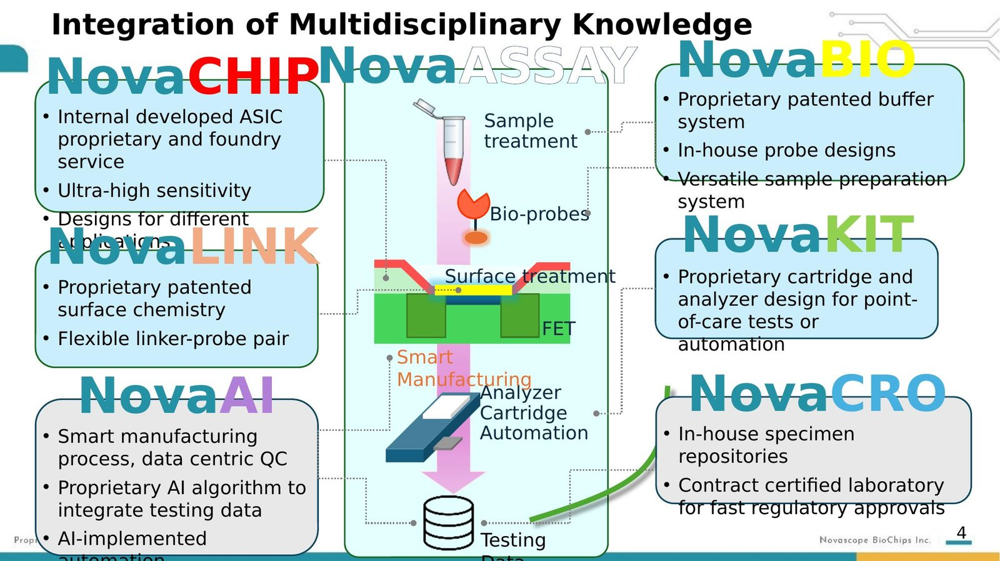 Integration of Multidisciplinary Knowledge
NovaCHIP
• Internal developed ASIC
proprietary and foundry
service
• Ultra-high sensitivity
• Designs for different
applications
NovaLINK
• Proprietary patented
surface chemistry
• Flexible linker-probe pair
NovaAI
• Smart manufacturing
process, data centric QC
• Proprietary AI algorithm to
integrate testing data
• AI-implemented
automation
NovaASSAY
Sample
treatment
Bio-probes
Surface treatment
FET
Smart
Manufacturing
Analyzer
Cartridge
Automation
Testing
Data
NovaBIO
• Proprietary patented buffer
system
• In-house probe designs
• Versatile sample preparation
system
NovaKIT
• Proprietary cartridge and
analyzer design for point-
of-care tests or
automation
NovaCRO
• In-house specimen
repositories
• Contract certified laboratory
for fast regulatory approvals
Novascope BioChips Inc.
4